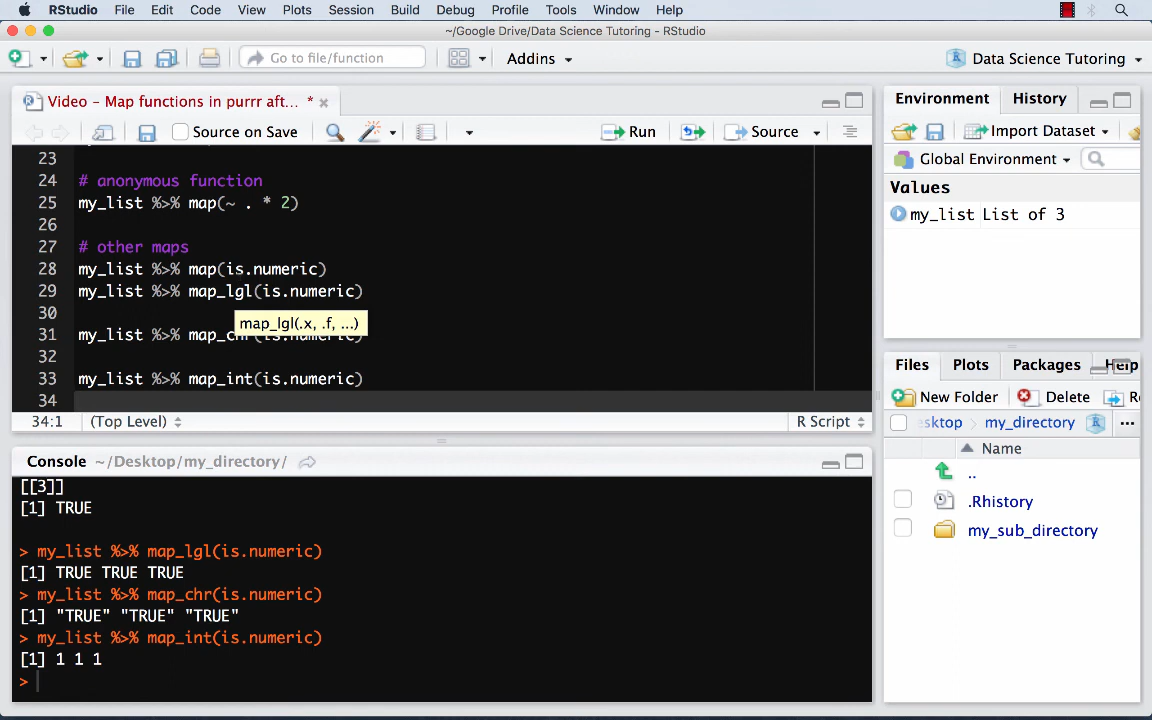 RStudio File Edit Code View Plots Session Build Debug Profile Tools Window Help
~/Google Drive/Data Science Tutoring - RStudio
Go to file/function Addins Data Science Tutoring
Video - Map functions in purrr aft... *
Source on Save Run Source
23
24 # anonymous function
25 my_list %>% map(~ . * 2)
26
27 # other maps
28 my_list %>% map(is.numeric)
29 my_list %>% map_lgl(is.numeric)
30
map_lgl(.x, .f, ...)
31 my_list %>% map_chr(is.numeric)
32
33 my_list %>% map_int(is.numeric)
34
34:1 (Top Level) R Script
Console ~/Desktop/my_directory/
[[3]]
[1] TRUE
> my_list %>% map_lgl(is.numeric)
[1] TRUE TRUE TRUE
> my_list %>% map_chr(is.numeric)
[1] "TRUE" "TRUE" "TRUE"
> my_list %>% map_int(is.numeric)
[1] 1 1 1
>
Environment History
Import Dataset
Global Environment
Values
my_list List of 3
Files Plots Packages Help
New Folder Delete R
sktop my_directory ...
Name
..
.Rhistory
my_sub_directory